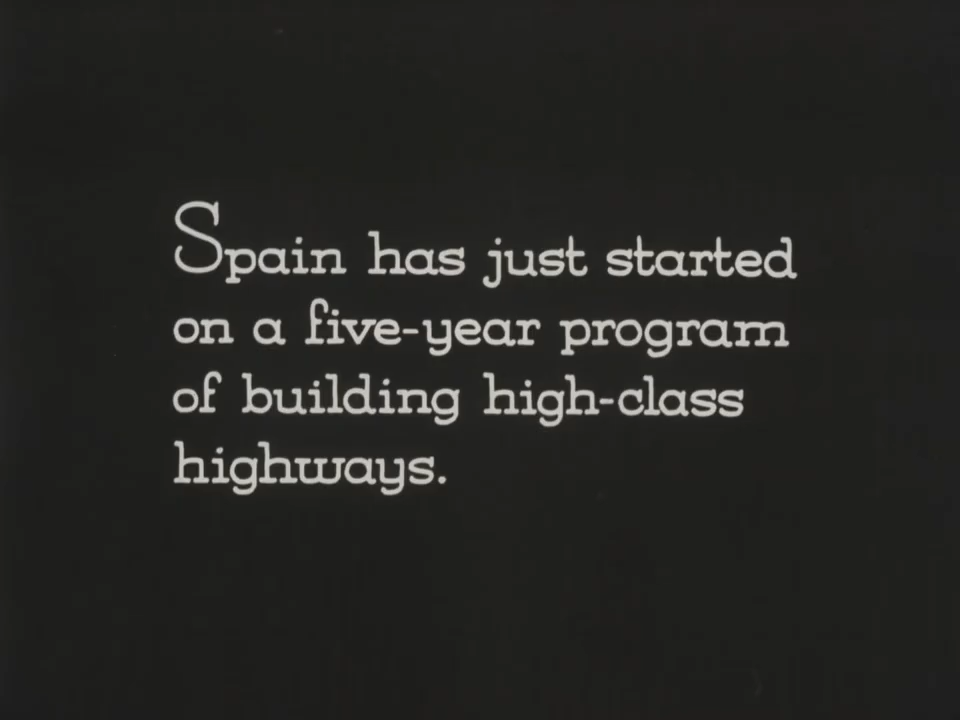 Spain has just started
on a five-year program
of building high-class
highways.